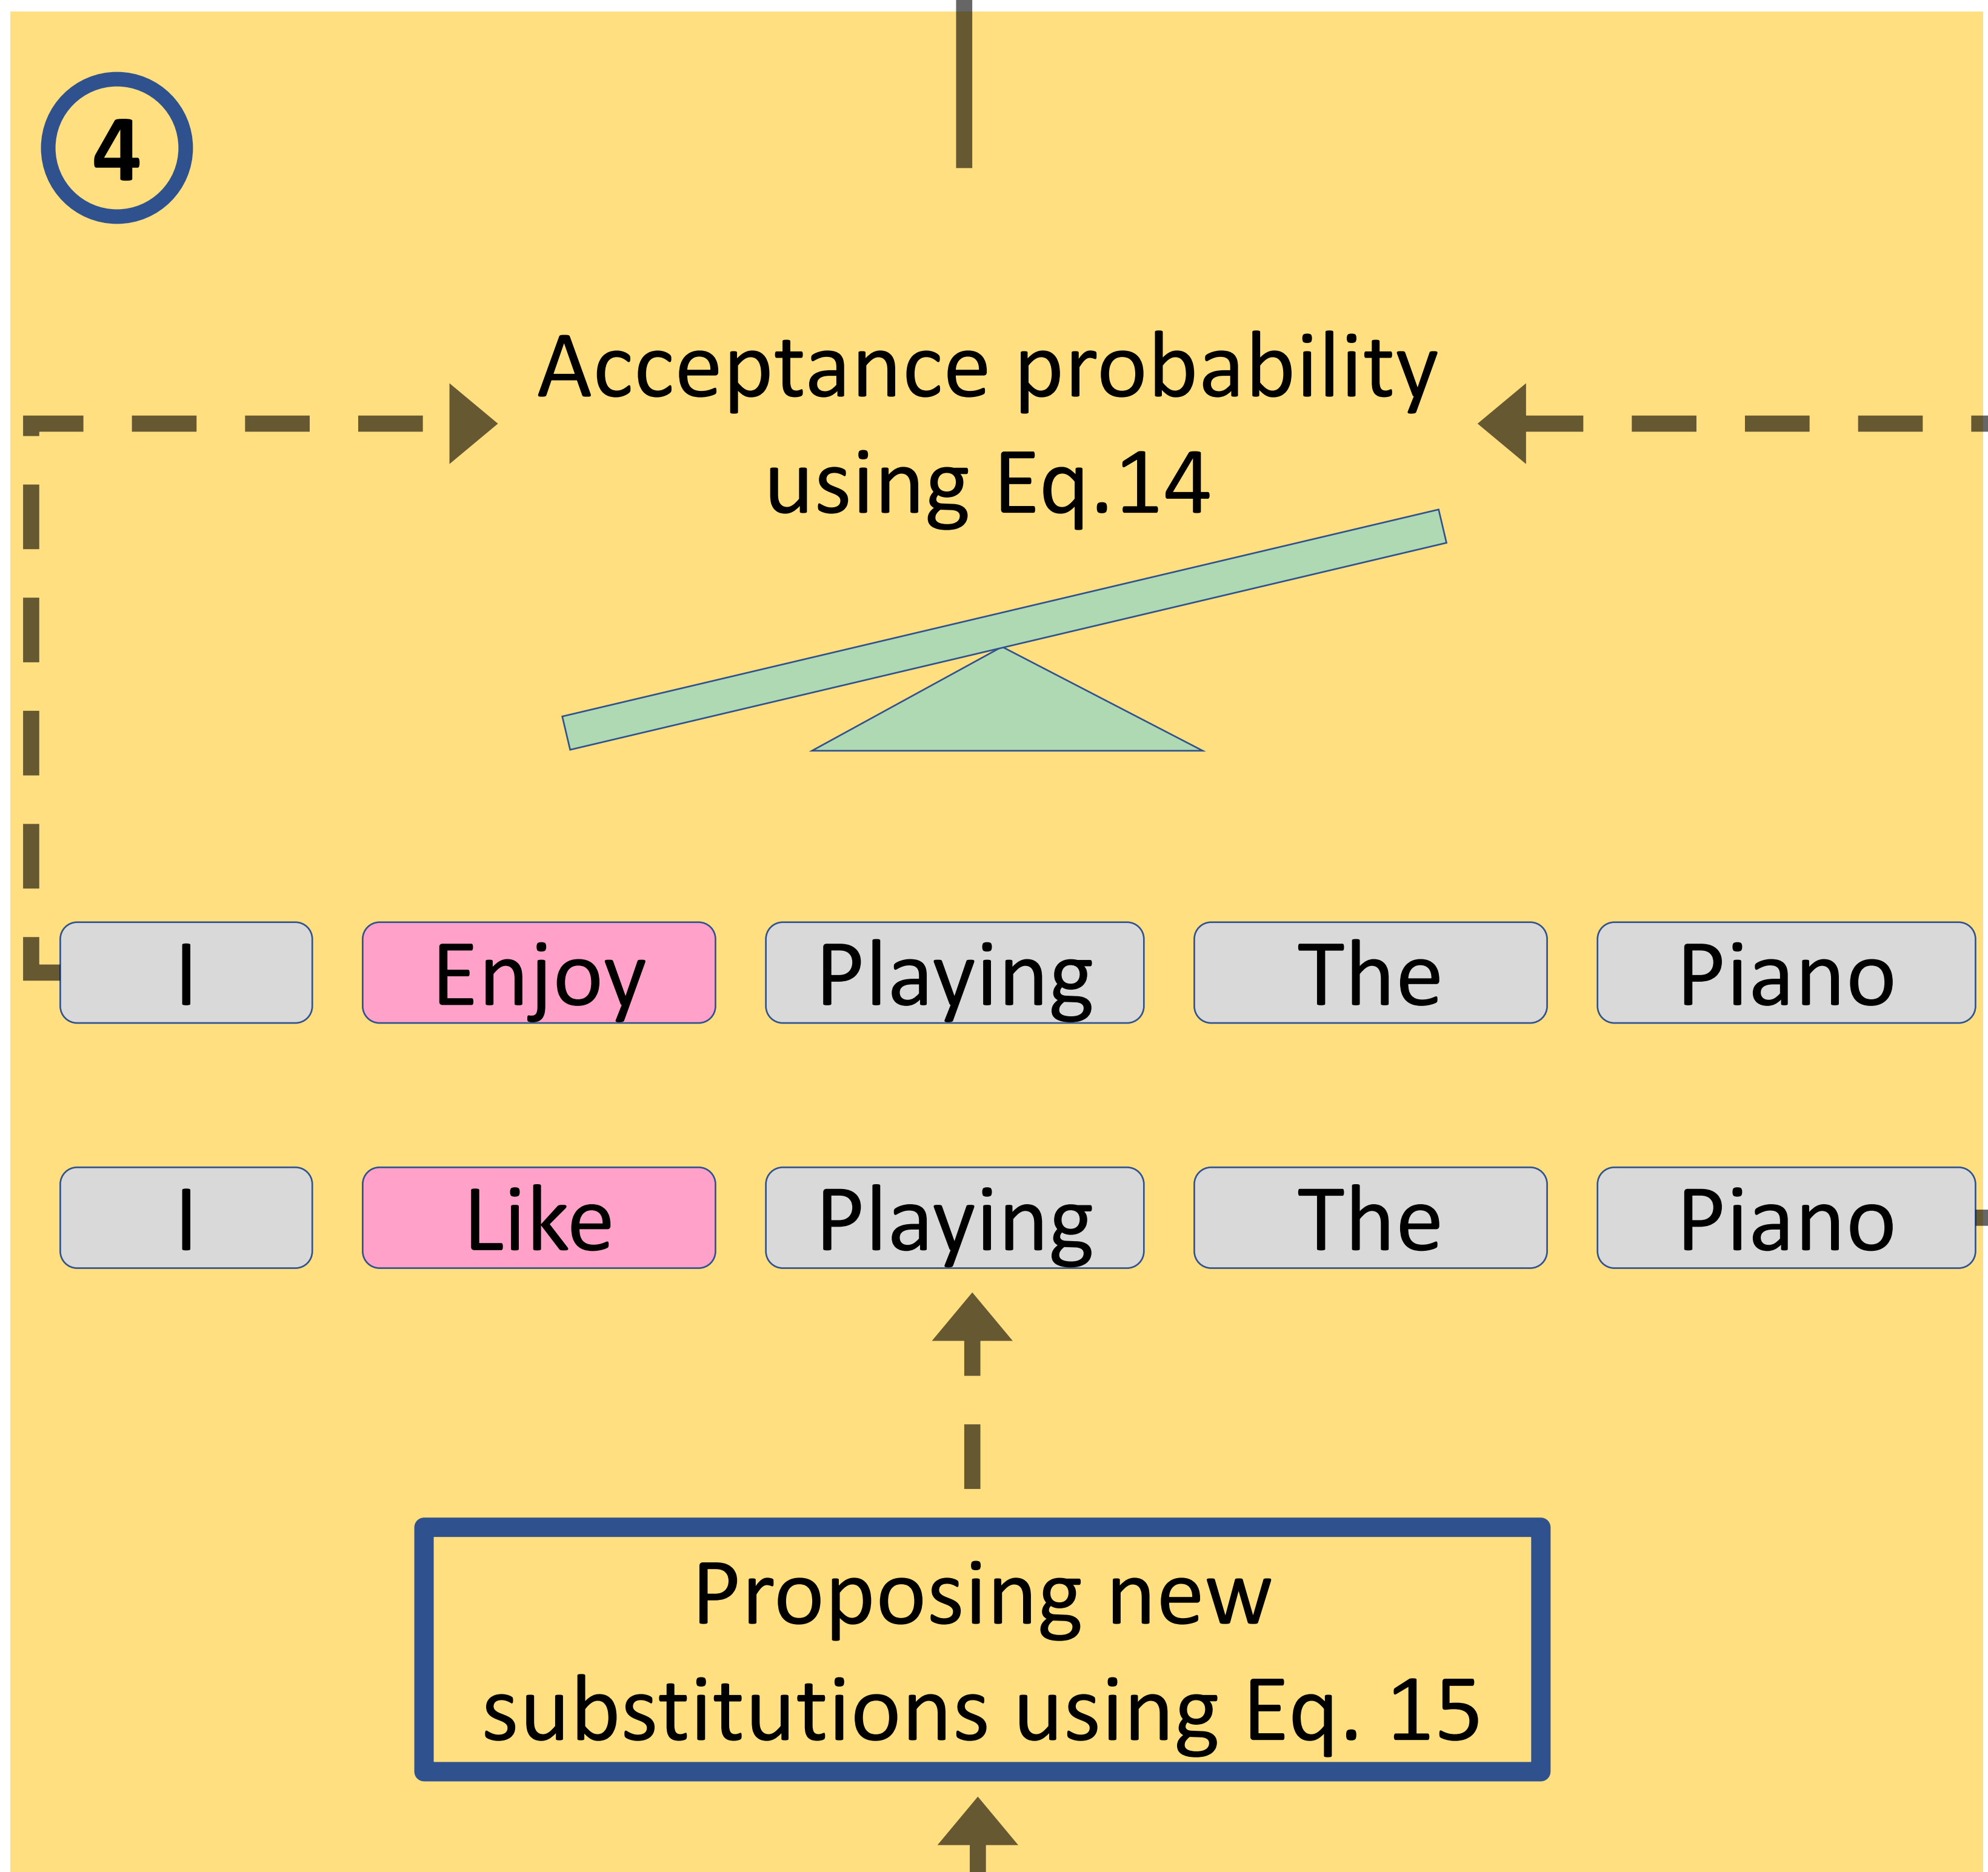 4
Acceptance probability
using Eq.14
I Enjoy Playing The Piano
I Like Playing The Piano
Proposing new
substitutions using Eq. 15